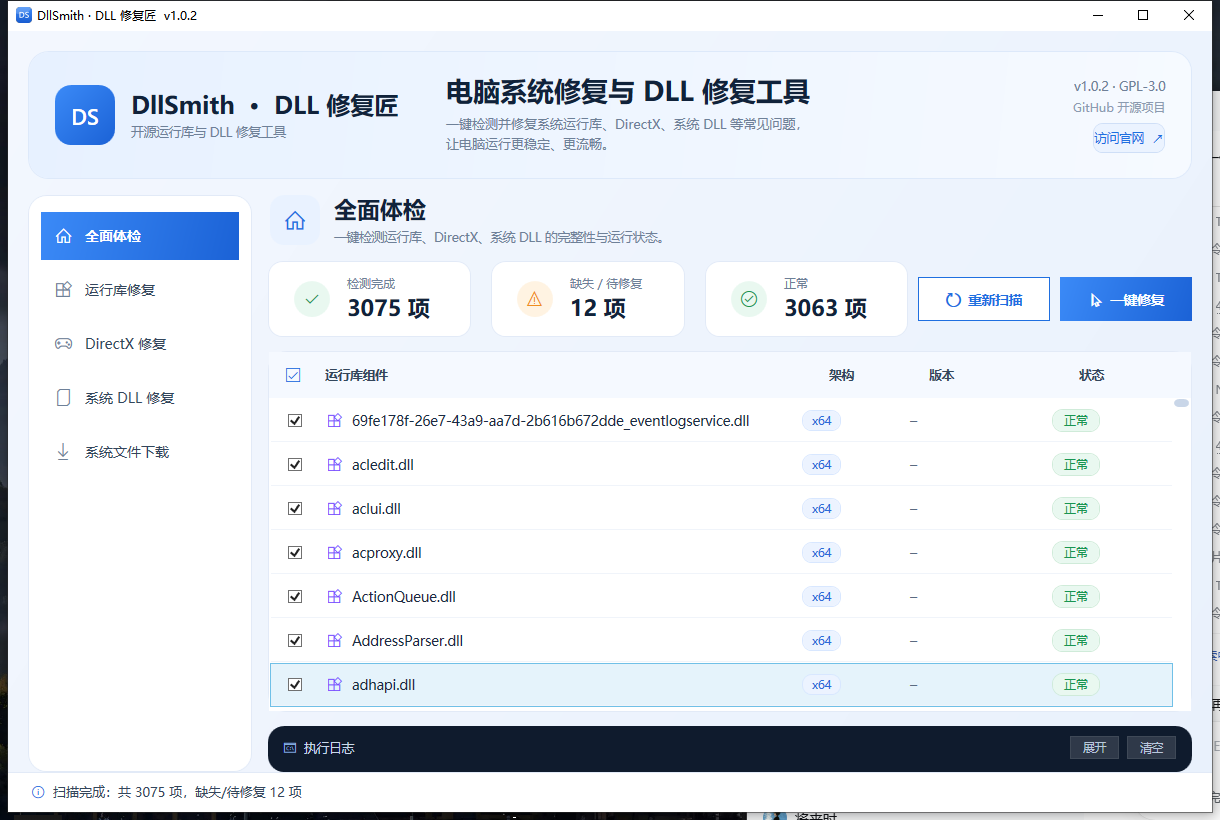 DS DllSmith · DLL 修复匠 v1.0.2
DS
DllSmith · DLL 修复匠
开源运行库与 DLL 修复工具
电脑系统修复与 DLL 修复工具
一键检测并修复系统运行库、DirectX、系统 DLL 等常见问题，
让电脑运行更稳定、更流畅。
v1.0.2 · GPL-3.0
GitHub 开源项目
访问官网 ↗
全面体检
运行库修复
DirectX 修复
系统 DLL 修复
系统文件下载
全面体检
一键检测运行库、DirectX、系统 DLL 的完整性与运行状态。
检测完成
3075 项
缺失 / 待修复
12 项
正常
3063 项
重新扫描
一键修复
运行库组件 架构 版本 状态
69fe178f-26e7-43a9-aa7d-2b616b672dde_eventlogservice.dll x64 – 正常
acledit.dll x64 – 正常
aclui.dll x64 – 正常
acproxy.dll x64 – 正常
ActionQueue.dll x64 – 正常
AddressParser.dll x64 – 正常
adhapi.dll x64 – 正常
执行日志 展开 清空
扫描完成：共 3075 项，缺失/待修复 12 项